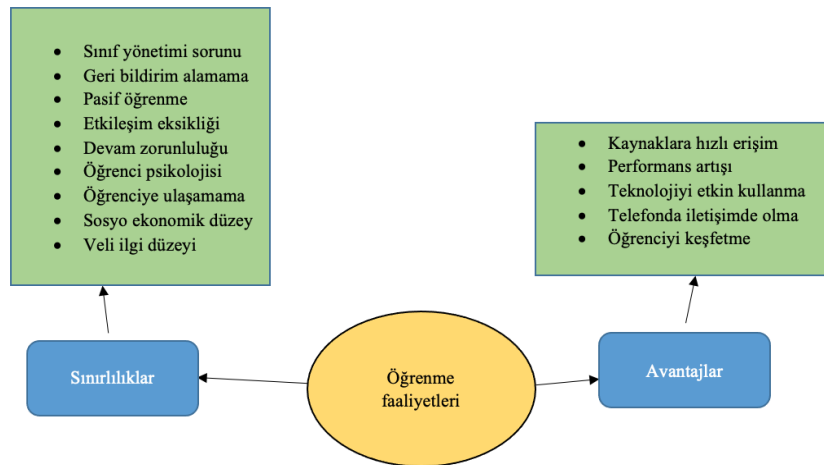 Sınıf yönetimi sorunu
Geri bildirim alamama
Pasif öğrenme
Etkileşim eksikliği
Devam zorunluluğu
Öğrenci psikolojisi
Öğrenciye ulaşamama
Sosyo ekonomik düzey
Veli ilgi düzeyi
Kaynaklara hızlı erişim
Performans artışı
Teknolojiyi etkin kullanma
Telefonda iletişimde olma
Öğrenciyi keşfetme
Sınırlılıklar
Öğrenme
faaliyetleri
Avantajlar